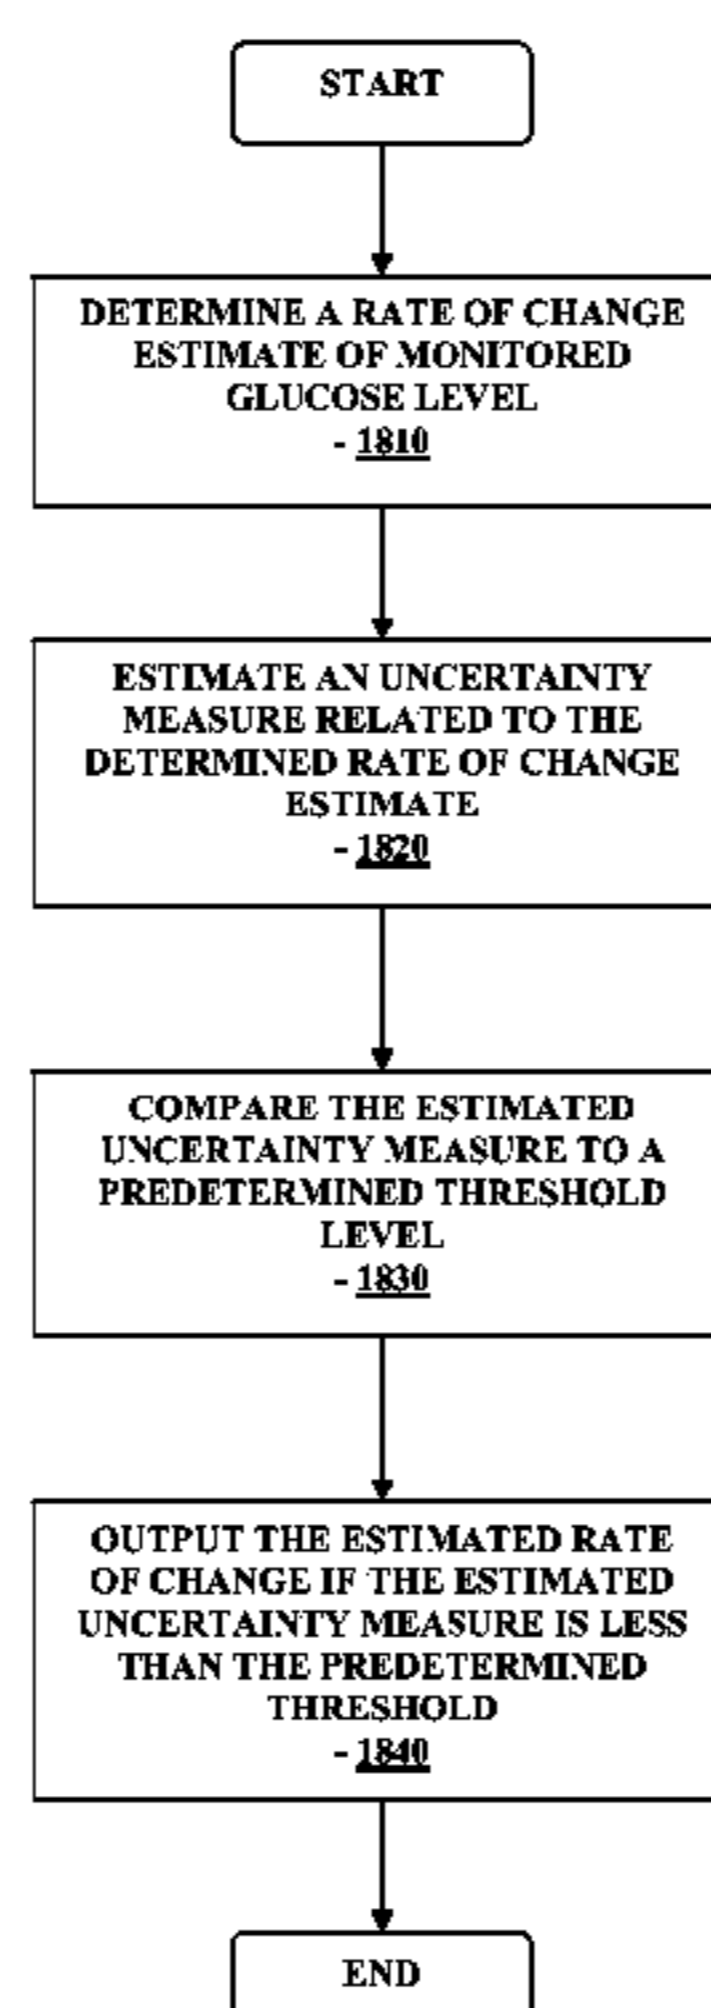 START
DETERMINE A RATE OF CHANGE
ESTIMATE OF MONITORED
GLUCOSE LEVEL
- 1810
ESTIMATE AN UNCERTAINTY
MEASURE RELATED TO THE
DETERMINED RATE OF CHANGE
ESTIMATE
- 1820
COMPARE THE ESTIMATED
UNCERTAINTY MEASURE TO A
PREDETERMINED THRESHOLD
LEVEL
- 1830
OUTPUT THE ESTIMATED RATE
OF CHANGE IF THE ESTIMATED
UNCERTAINTY MEASURE IS LESS
THAN THE PREDETERMINED
THRESHOLD
- 1840
END